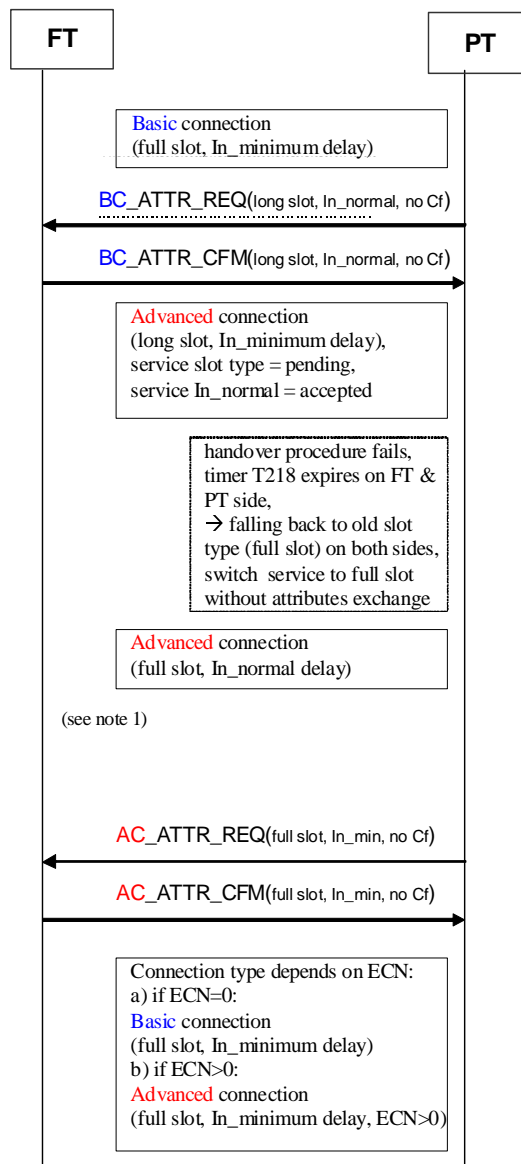 FT
PT
Basic connection
(full slot, In_minimum delay)
BC_ATTR_REQ(long slot, In_normal, no Cf)
BC_ATTR_CFM(long slot, In_normal, no Cf)
Advanced connection
(long slot, In_minimum delay),
service slot type = pending,
service In_normal = accepted
handover procedure fails,
timer T218 expires on FT &
PT side,
→ falling back to old slot
type (full slot) on both sides,
switch service to full slot
without attributes exchange
Advanced connection
(full slot, In_normal delay)
(see note 1)
AC_ATTR_REQ(full slot, In_min, no Cf)
AC_ATTR_CFM(full slot, In_min, no Cf)
Connection type depends on ECN:
a) if ECN=0:
Basic connection
(full slot, In_minimum delay)
b) if ECN>0:
Advanced connection
(full slot, In_minimum delay, ECN>0)